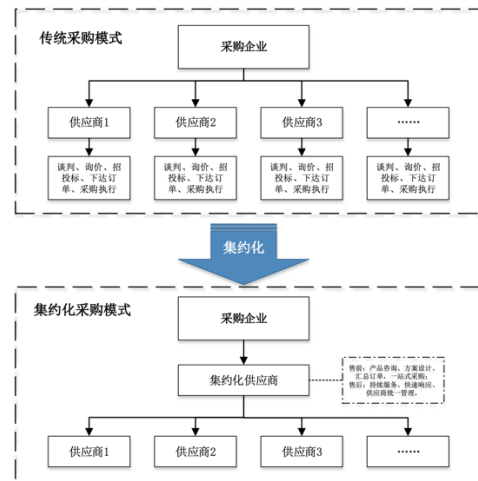 传统采购模式
采购企业
供应商1
供应商2
供应商3
……
谈判、询价、招
投标、下达订
单、采购执行
谈判、询价、招
投标、下达订
单、采购执行
谈判、询价、招
投标、下达订
单、采购执行
谈判、询价、招
投标、下达订
单、采购执行
集约化
集约化采购模式
采购企业
集约化供应商
售前：产品咨询、方案设计、
汇总订单，一站式采购；
售后：持续服务、快速响应、
供应商统一管理。
供应商1
供应商2
供应商3
……